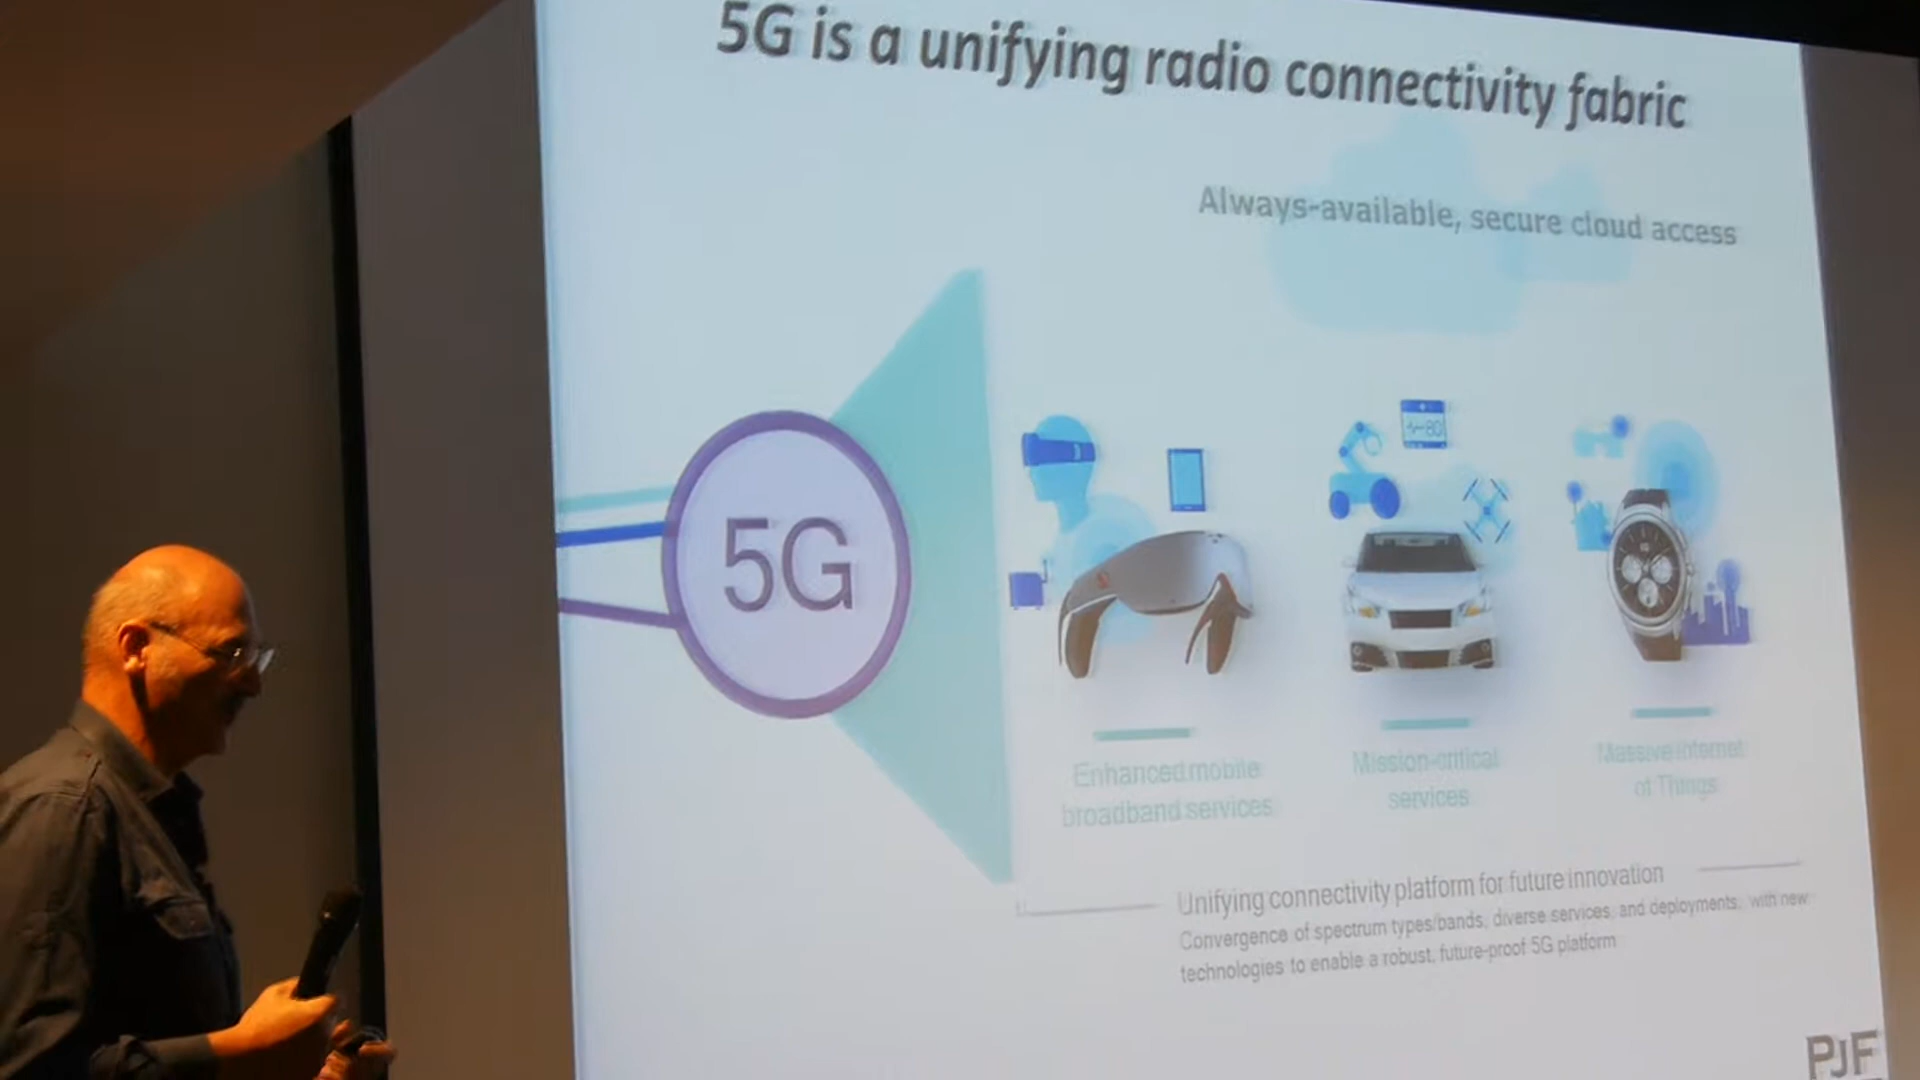 5G is a unifying radio connectivity fabric
Always-available, secure cloud access
5G
80
Enhanced mobile
broadband services
Mission-critical
services
Massive Internet
of Things
Unifying connectivity platform for future innovation
Convergence of spectrum types/bands, diverse services, and deployments, with new
technologies to enable a robust, future-proof 5G platform
PJF